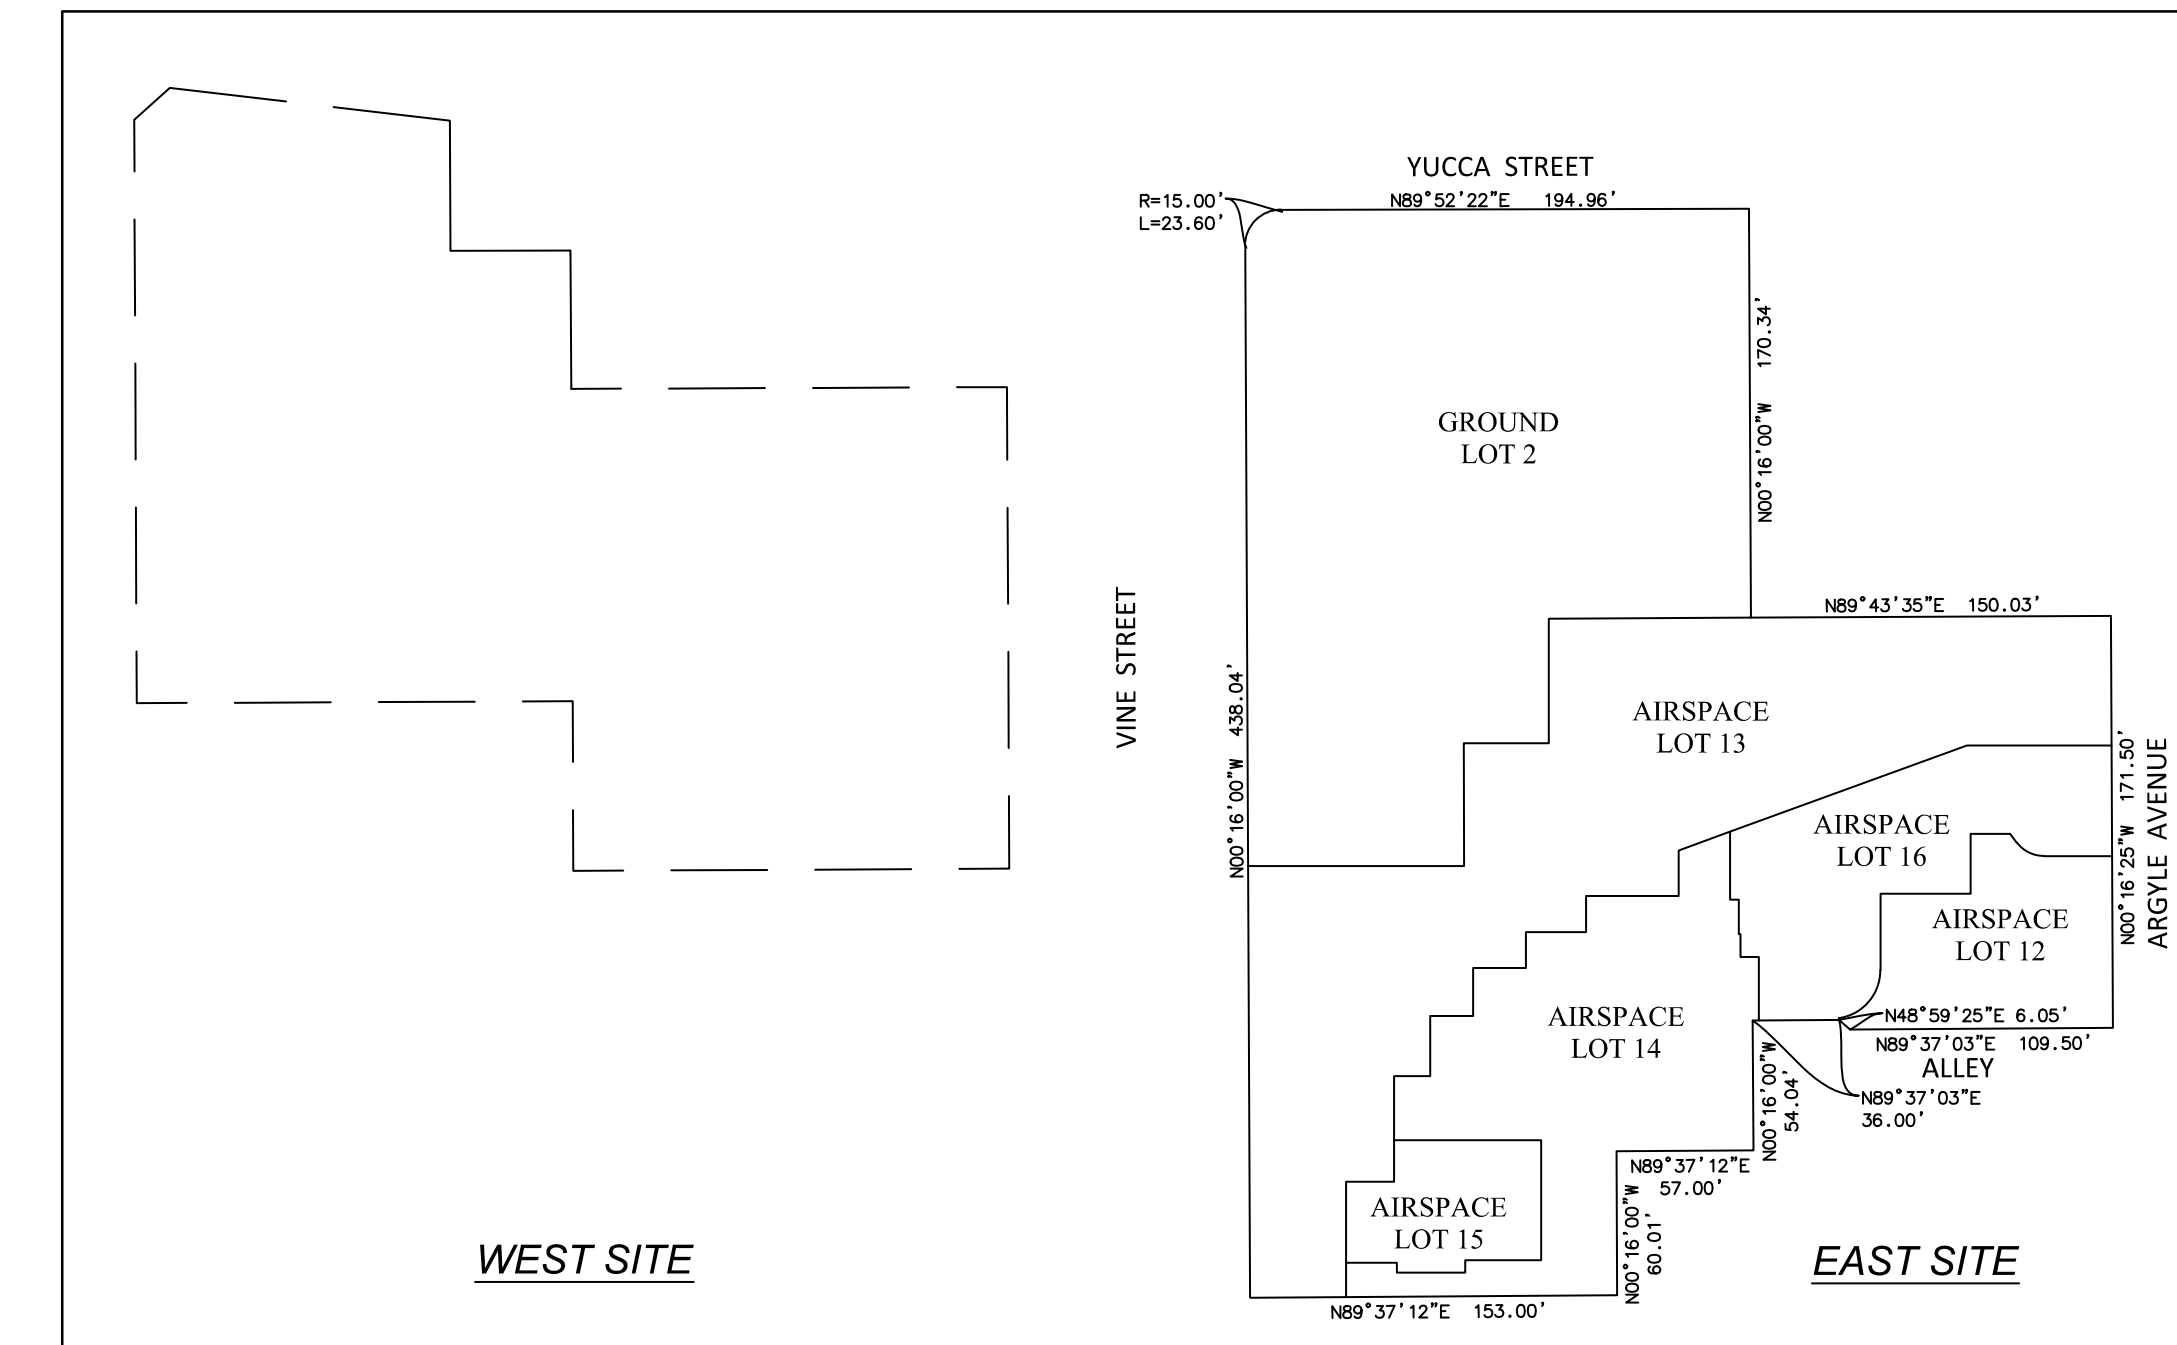 YUCCA STREET
R=15.00'
L=23.60'
N89°52'22"E 194.96'
N00°16'00"W 170.34'
GROUND
LOT 2
VINE STREET
N00°16'00"W 438.04'
N89°43'35"E 150.03'
AIRSPACE
LOT 13
N00°16'25"W 171.50'
ARGYLE AVENUE
AIRSPACE
LOT 16
AIRSPACE
LOT 12
AIRSPACE
LOT 14
N48°59'25"E 6.05'
N89°37'03"E 109.50'
ALLEY
N89°37'03"E
36.00'
N00°16'00"W
54.04'
N89°37'12"E
57.00'
N00°16'00"W
60.01'
AIRSPACE
LOT 15
N89°37'12"E 153.00'
WEST SITE
EAST SITE